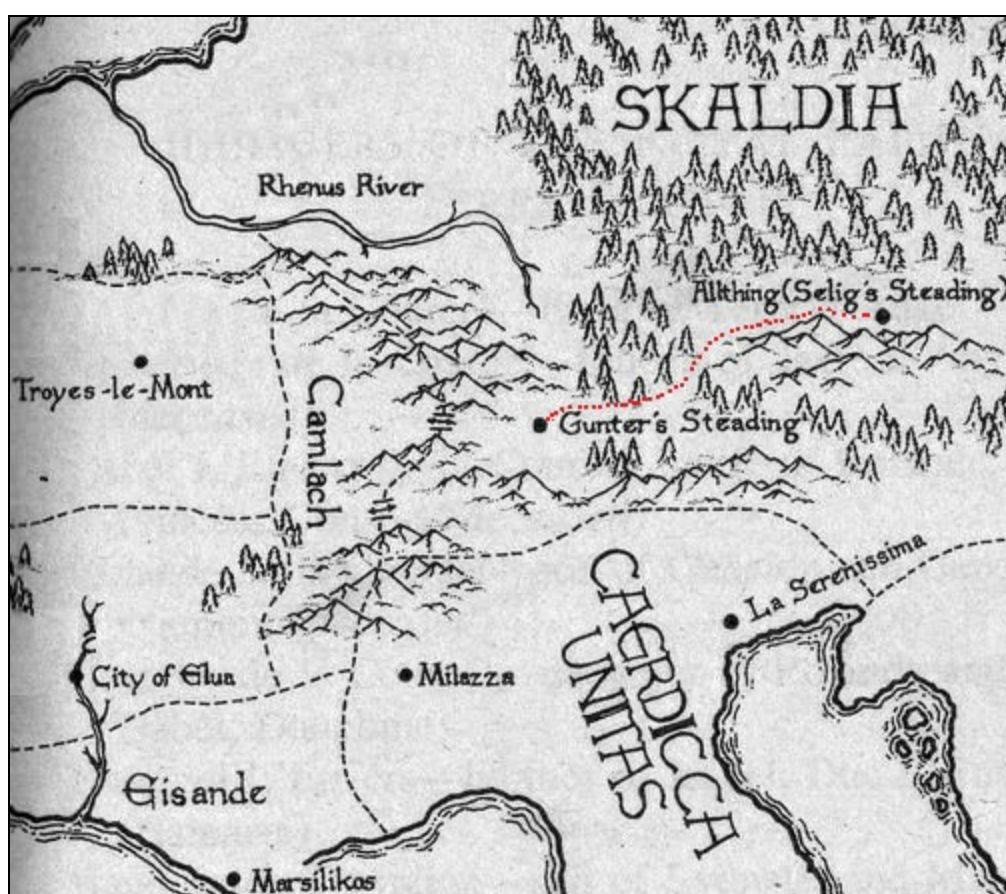 SKALDIA
Rhenus River
Allthing (Selig's Steading)
Troyes-le-Mont
Camlach
Gunter's Steading
La Serenissima
CAERDICCA
UNITAS
City of Elua
Milazza
Eisande
Marsilikos